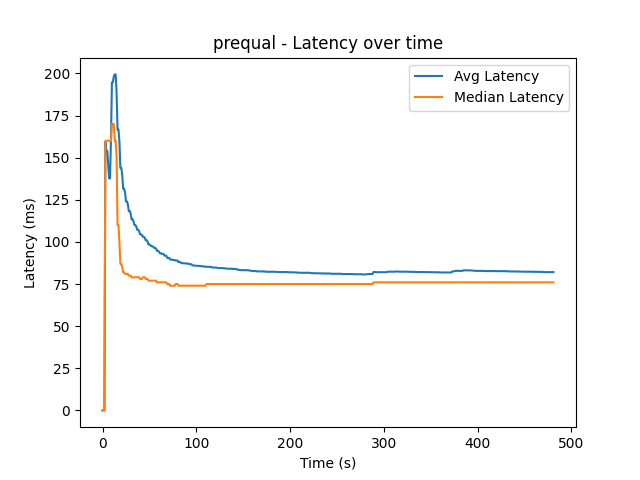 prequal - Latency over time
Avg Latency
Median Latency
Latency (ms)
200
175
150
125
100
75
50
25
0
0 100 200 300 400 500
Time (s)